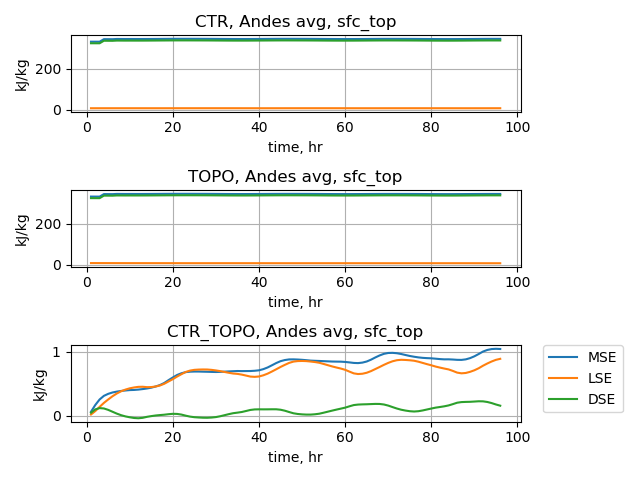 CTR, Andes avg, sfc_top
kJ/kg
200
0
0 20 40 60 80 100
time, hr
TOPO, Andes avg, sfc_top
kJ/kg
200
0
0 20 40 60 80 100
time, hr
CTR_TOPO, Andes avg, sfc_top
kJ/kg
1
0
0 20 40 60 80 100
time, hr
MSE
LSE
DSE